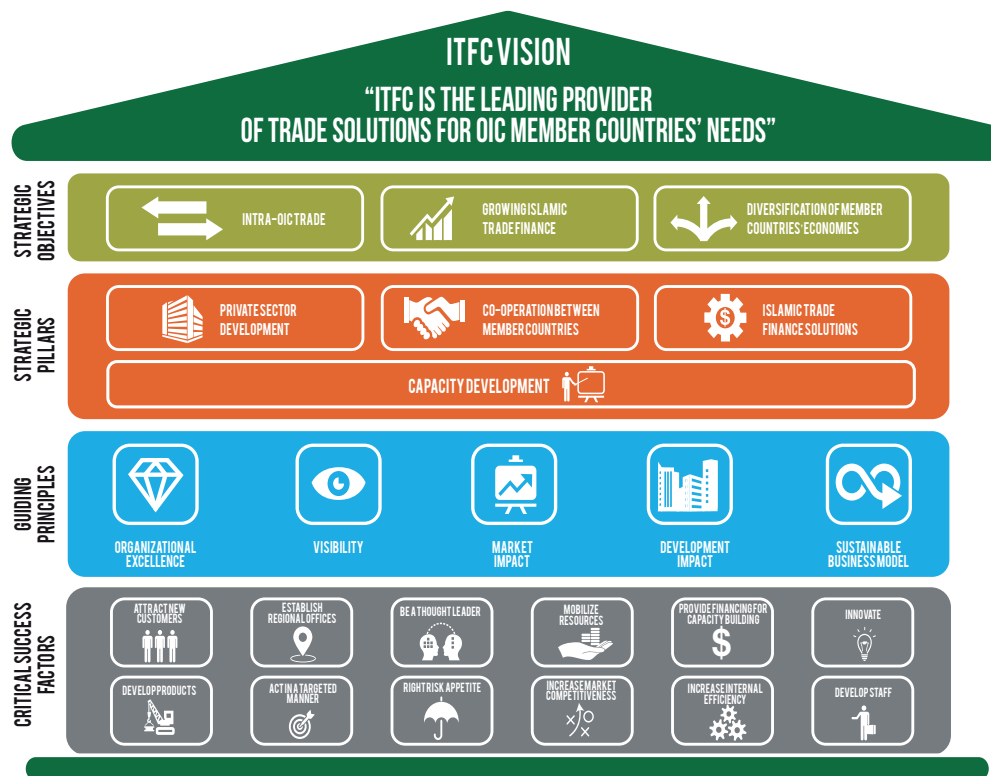 ITFC VISION
“ITFC IS THE LEADING PROVIDER
OF TRADE SOLUTIONS FOR OIC MEMBER COUNTRIES’ NEEDS”
STRATEGIC
OBJECTIVES
INTRA-OIC TRADE
GROWING ISLAMIC
TRADE FINANCE
DIVERSIFICATION OF MEMBER
COUNTRIES’ ECONOMIES
STRATEGIC
PILLARS
PRIVATE SECTOR
DEVELOPMENT
CO-OPERATION BETWEEN
MEMBER COUNTRIES
$
ISLAMIC TRADE
FINANCE SOLUTIONS
CAPACITY DEVELOPMENT
GUIDING
PRINCIPLES
ORGANIZATIONAL
EXCELLENCE
VISIBILITY
MARKET
IMPACT
DEVELOPMENT
IMPACT
SUSTAINABLE
BUSINESS MODEL
CRITICAL SUCCESS
FACTORS
ATTRACT NEW
CUSTOMERS
ESTABLISH
REGIONAL OFFICES
BE A THOUGHT LEADER
MOBILIZE
RESOURCES
PROVIDE FINANCING FOR
CAPACITY BUILDING
$
INNOVATE
DEVELOP PRODUCTS
ACT IN A TARGETED
MANNER
RIGHT RISK APPETITE
INCREASE MARKET
COMPETITIVENESS
INCREASE INTERNAL
EFFICIENCY
DEVELOP STAFF